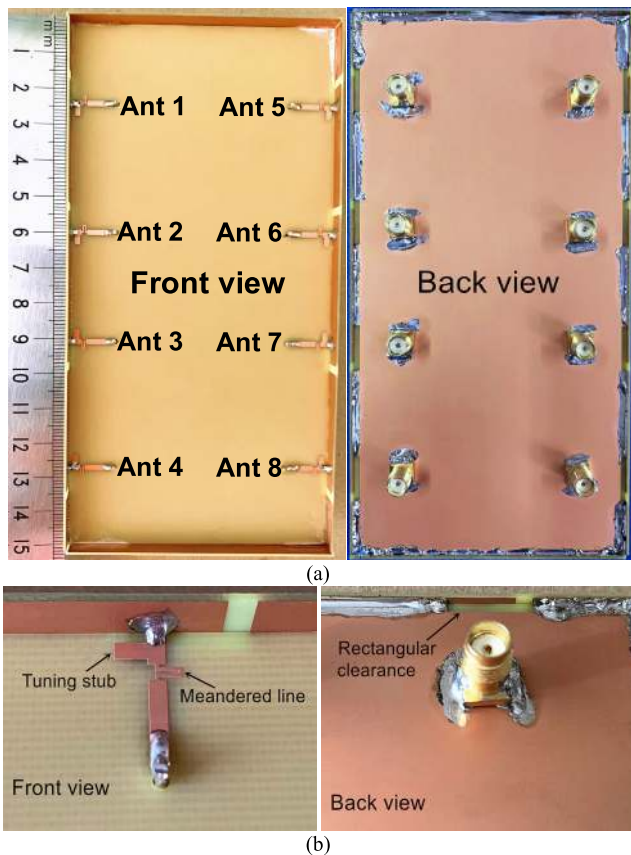 mm
1
2
3
4
5
6
7
8
9
10
11
12
13
14
15
Ant 1 Ant 5
Ant 2 Ant 6
Front view
Ant 3 Ant 7
Ant 4 Ant 8
Back view
(a)
Tuning stub
Meandered line
Front view
Rectangular
clearance
Back view
(b)